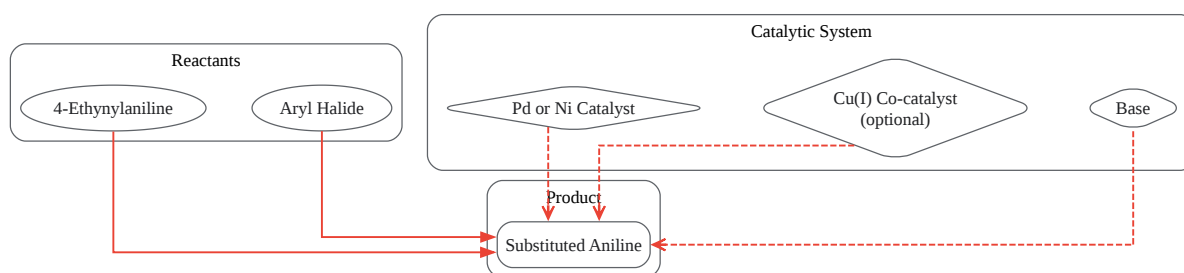 Catalytic System
Reactants
4-Ethynylaniline
Aryl Halide
Pd or Ni Catalyst
Cu(I) Co-catalyst
(optional)
Base
Product
Substituted Aniline